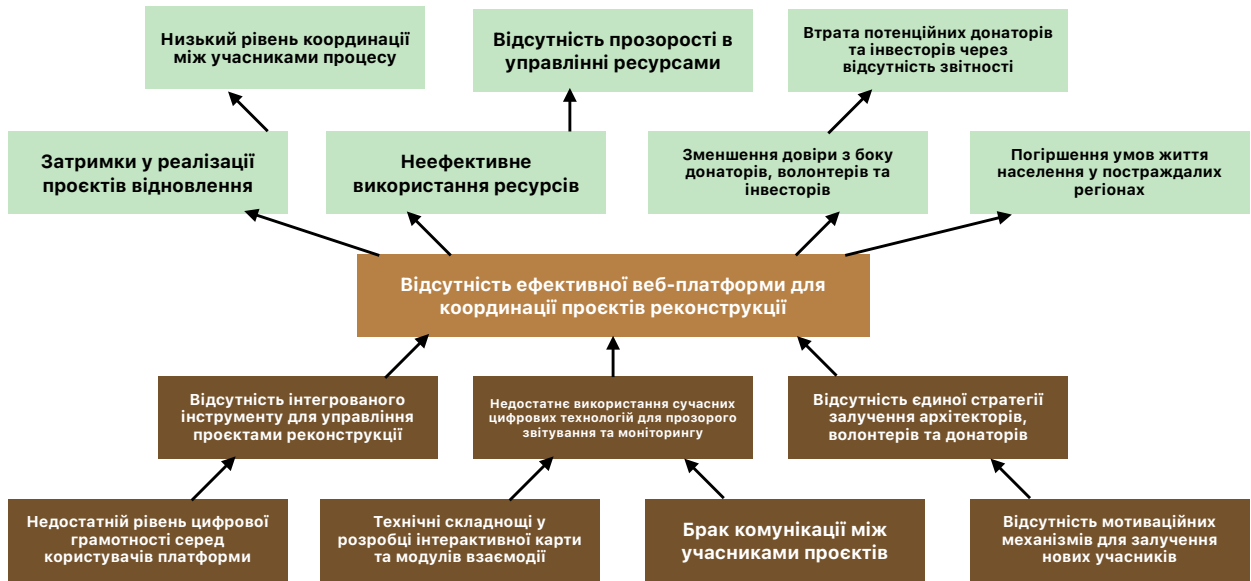 Низький рівень координації
між учасниками процесу
Відсутність прозорості в
управлінні ресурсами
Втрата потенційних донаторів
та інвесторів через
відсутність звітності
Затримки у реалізації
проєктів відновлення
Неефективне
використання ресурсів
Зменшення довіри з боку
донаторів, волонтерів та
інвесторів
Погіршення умов життя
населення у постраждалих
регіонах
Відсутність ефективної веб-платформи для
координації проєктів реконструкції
Відсутність інтегрованого
інструменту для управління
проєктами реконструкції
Недостатнє використання сучасних
цифрових технологій для прозорого
звітування та моніторингу
Відсутність єдиної стратегії
залучення архітекторів,
волонтерів та донаторів
Недостатній рівень цифрової
грамотності серед
користувачів платформи
Технічні складнощі у
розробці інтерактивної карти
та модулів взаємодії
Брак комунікації між
учасниками проєктів
Відсутність мотиваційних
механізмів для залучення
нових учасників